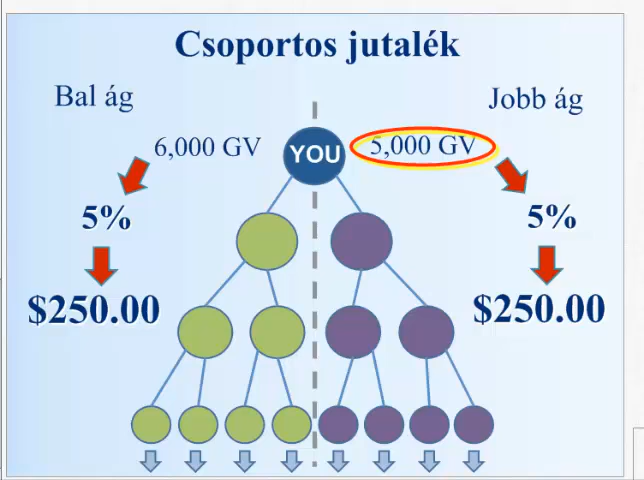 Csoportos jutalék
Bal ág
Jobb ág
6,000 GV
YOU
5,000 GV
5%
5%
$250.00
$250.00